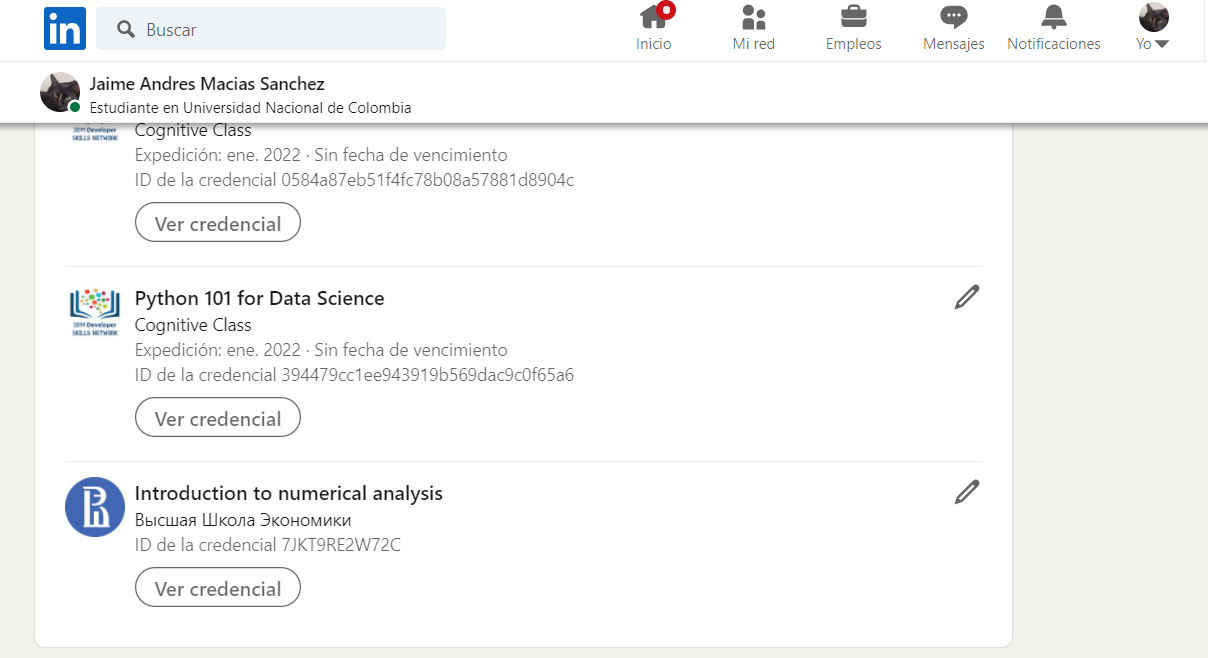 in
Buscar
Inicio
Mi red
Empleos
Mensajes
Notificaciones
Yo
Jaime Andres Macias Sanchez
Estudiante en Universidad Nacional de Colombia
IBM Developer
SKILLS NETWORK
Cognitive Class
Expedición: ene. 2022 · Sin fecha de vencimiento
ID de la credencial 0584a87eb51f4fc78b08a57881d8904c
Ver credencial
IBM Developer
SKILLS NETWORK
Python 101 for Data Science
Cognitive Class
Expedición: ene. 2022 · Sin fecha de vencimiento
ID de la credencial 394479cc1ee943919b569dac9c0f65a6
Ver credencial
Introduction to numerical analysis
Высшая Школа Экономики
ID de la credencial 7JKT9RE2W72C
Ver credencial